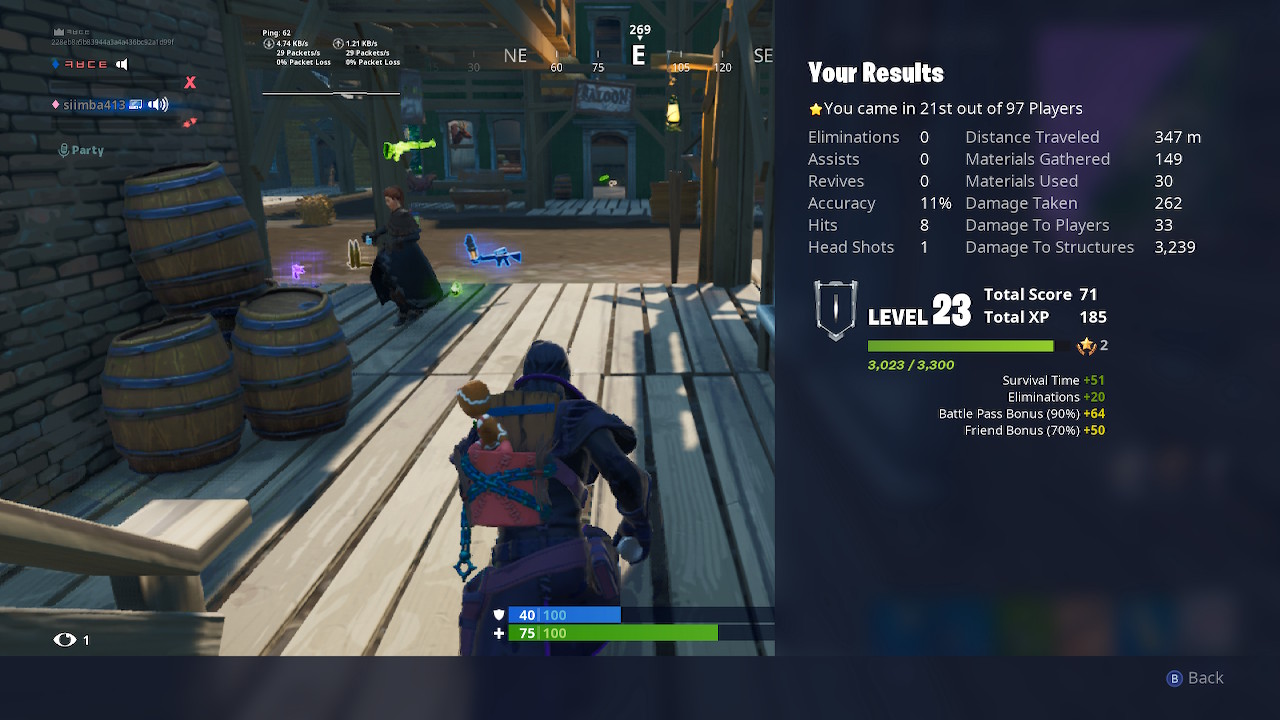 228eb8a5b83944a3a4a436bc92a1d99f
siimba413
Party
Ping: 62
4.74 KB/s 1.21 KB/s
29 Packets/s 29 Packets/s
0% Packet Loss 0% Packet Loss
269
30 NE 60 75 E 105 120 SE
SALOON
40 | 100
75 | 100
1
Your Results
You came in 21st out of 97 Players
Eliminations 0 Distance Traveled 347 m
Assists 0 Materials Gathered 149
Revives 0 Materials Used 30
Accuracy 11% Damage Taken 262
Hits 8 Damage To Players 33
Head Shots 1 Damage To Structures 3,239
LEVEL 23
Total Score 71
Total XP 185
2
3,023 / 3,300
Survival Time +51
Eliminations +20
Battle Pass Bonus (90%) +64
Friend Bonus (70%) +50
B Back